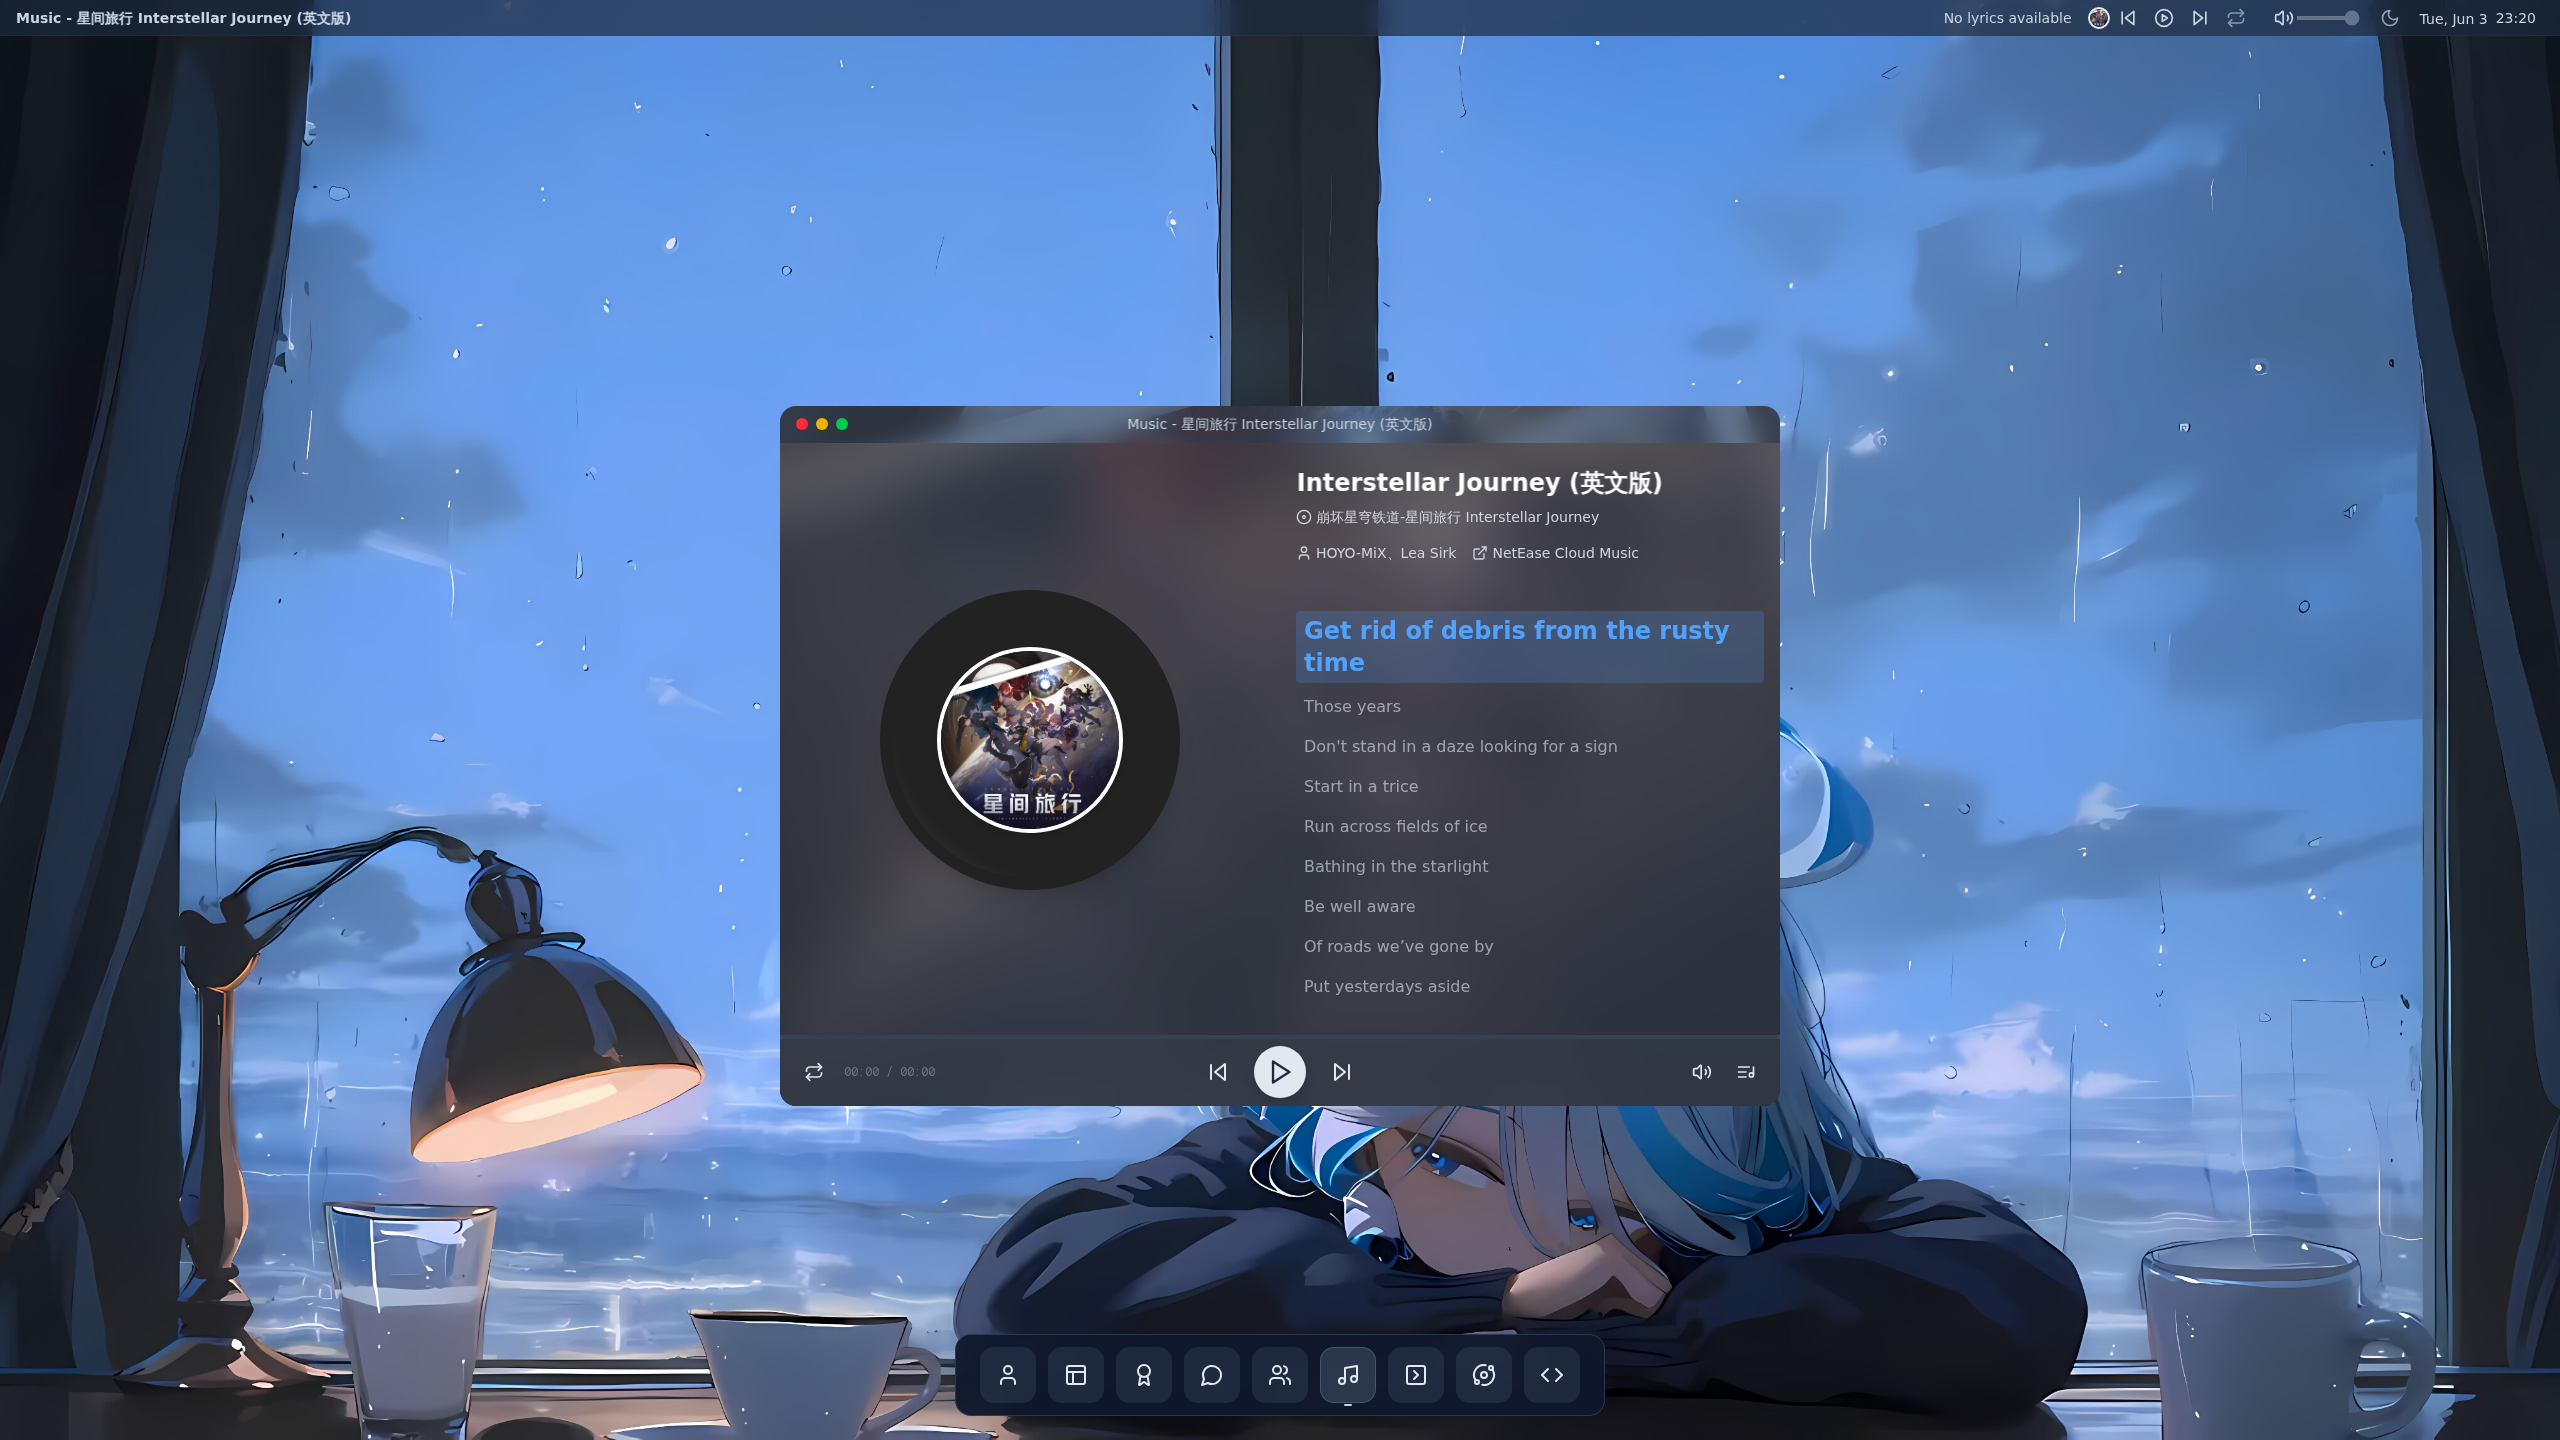 Music - 星间旅行 Interstellar Journey (英文版)
No lyrics available
Tue, Jun 3 23:20
Music - 星间旅行 Interstellar Journey (英文版)
Interstellar Journey (英文版)
崩坏星穹铁道-星间旅行 Interstellar Journey
HOYO-MiX、Lea Sirk
NetEase Cloud Music
Get rid of debris from the rusty
time
Those years
Don't stand in a daze looking for a sign
Start in a trice
Run across fields of ice
Bathing in the starlight
Be well aware
Of roads we’ve gone by
Put yesterdays aside
星间旅行
00:00 / 00:00